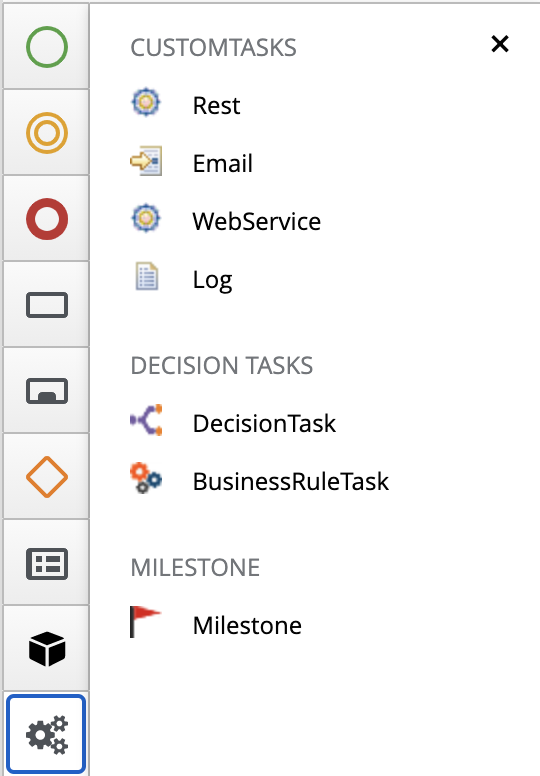 CUSTOMTASKS
Rest
Email
WebService
Log
DECISION TASKS
DecisionTask
BusinessRuleTask
MILESTONE
Milestone